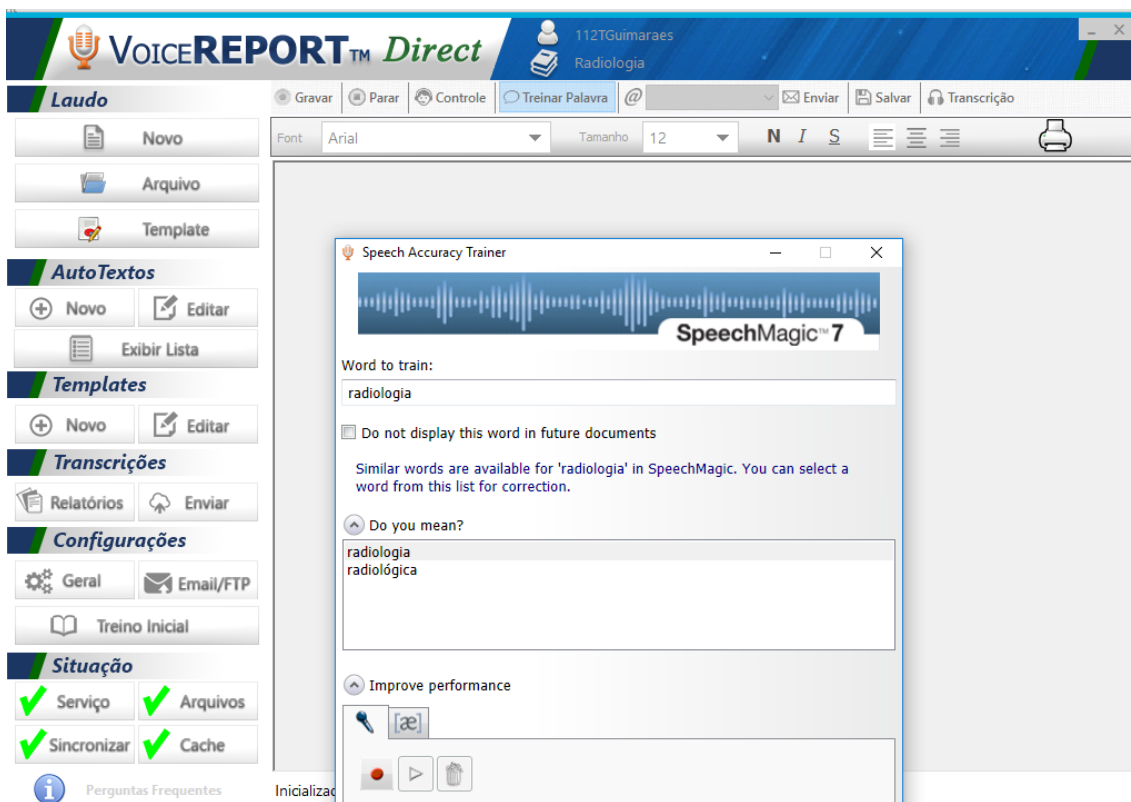 VOICEREPORT™ Direct
112TGuimaraes
Radiologia
Laudo
Novo
Arquivo
Template
AutoTextos
Novo Editar
Exibir Lista
Templates
Novo Editar
Transcrições
Relatórios Enviar
Configurações
Geral Email/FTP
Treino Inicial
Situação
Serviço Arquivos
Sincronizar Cache
Perguntas Frequentes
Gravar Parar Controle Treinar Palavra @ Enviar Salvar Transcrição
Font Arial Tamanho 12 N I S
Speech Accuracy Trainer
SpeechMagic™ 7
Word to train:
radiologia
Do not display this word in future documents
Similar words are available for 'radiologia' in SpeechMagic. You can select a
word from this list for correction.
Do you mean?
radiologia
radiológica
Improve performance
[æ]